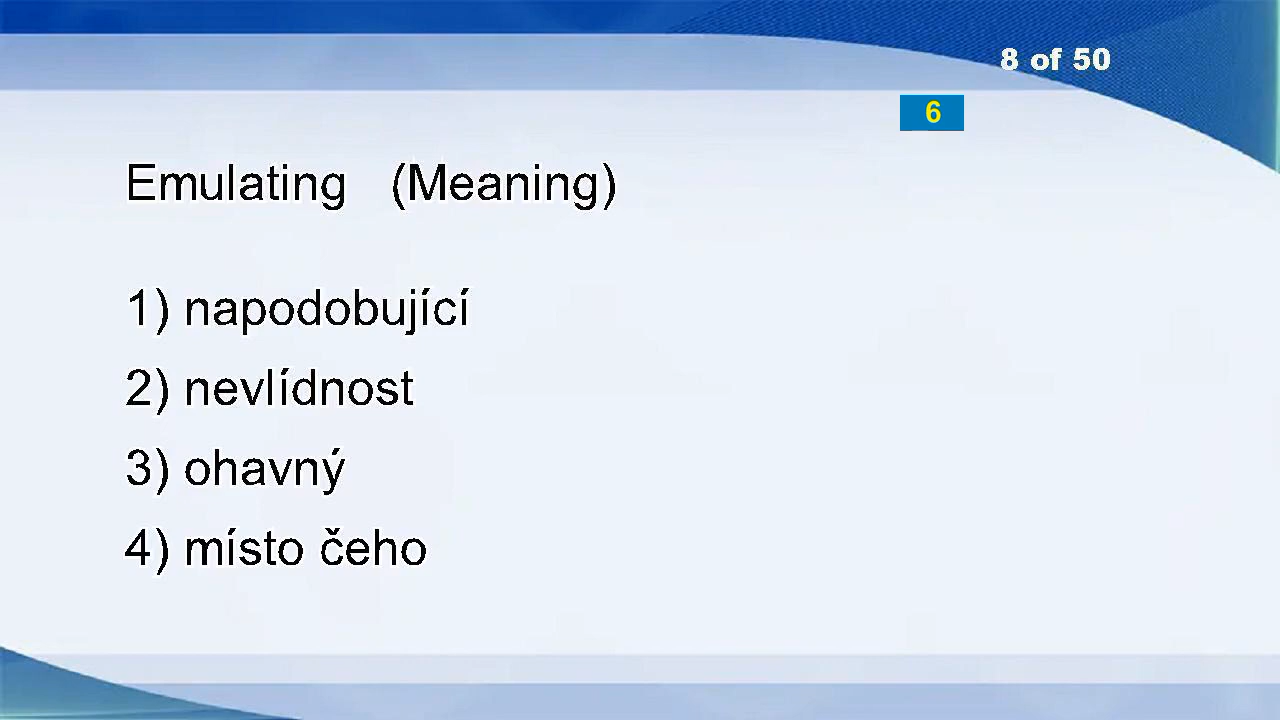 8 of 50
6
Emulating (Meaning)
1) napodobující
2) nevlídnost
3) ohavný
4) místo čeho